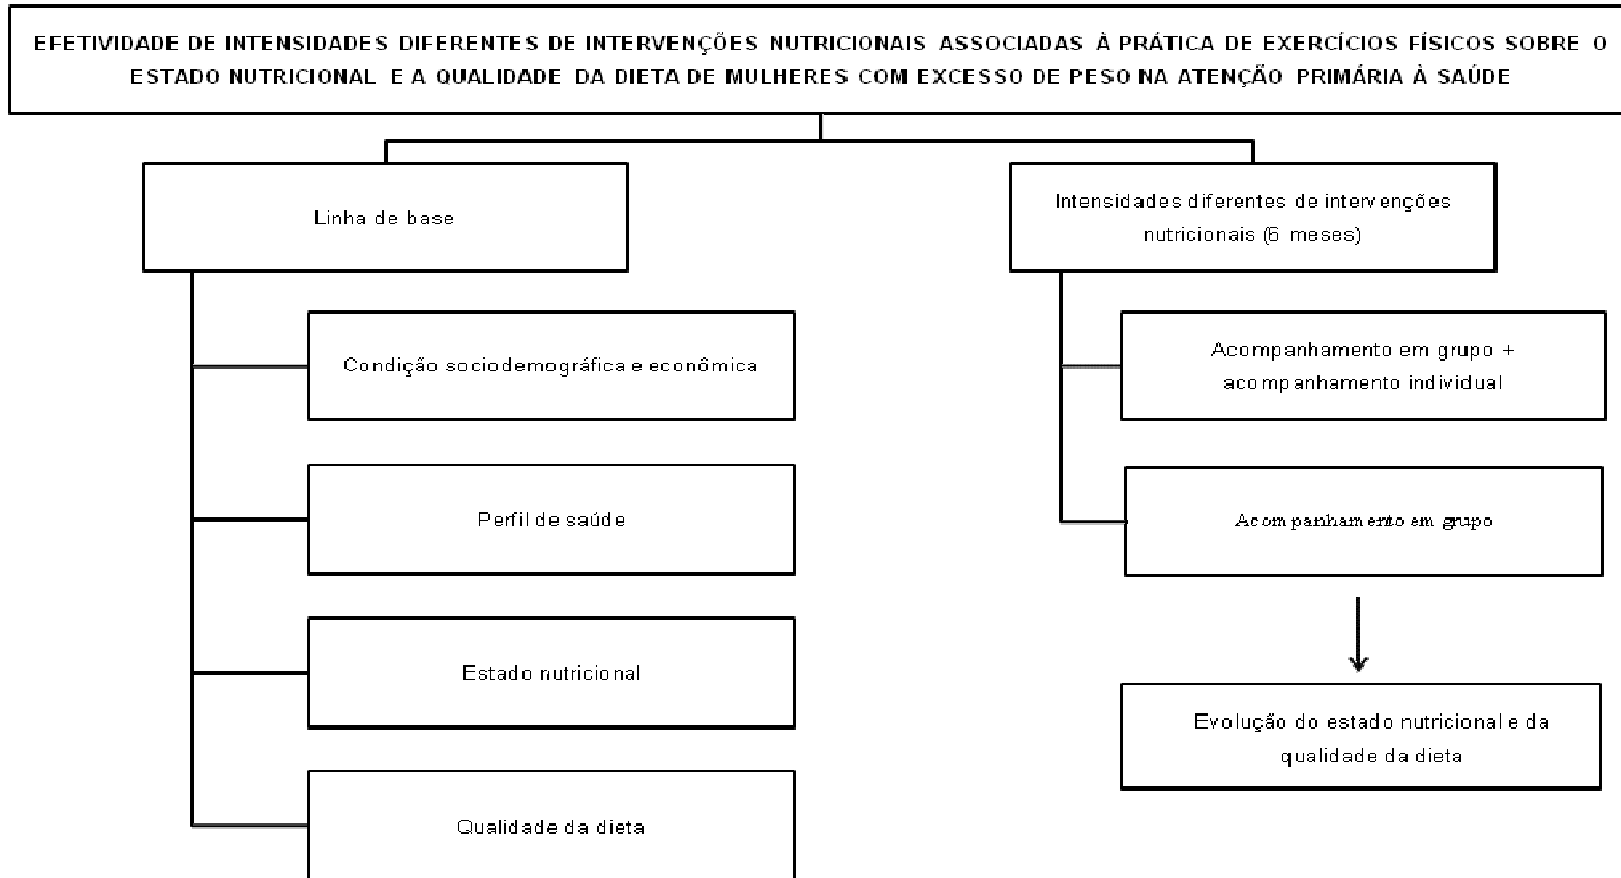 EFETIVIDADE DE INTENSIDADES DIFERENTES DE INTERVENÇÕES NUTRICIONAIS ASSOCIADAS À PRÁTICA DE EXERCÍCIOS FÍSICOS SOBRE O
ESTADO NUTRICIONAL E A QUALIDADE DA DIETA DE MULHERES COM EXCESSO DE PESO NA ATENÇÃO PRIMÁRIA À SAÚDE
Linha de base
Condição sociodemográfica e econômica
Perfil de saúde
Estado nutricional
Qualidade da dieta
Intensidades diferentes de intervenções
nutricionais (6 meses)
Acompanhamento em grupo +
acompanhamento individual
Acompanhamento em grupo
Evolução do estado nutricional e da
qualidade da dieta